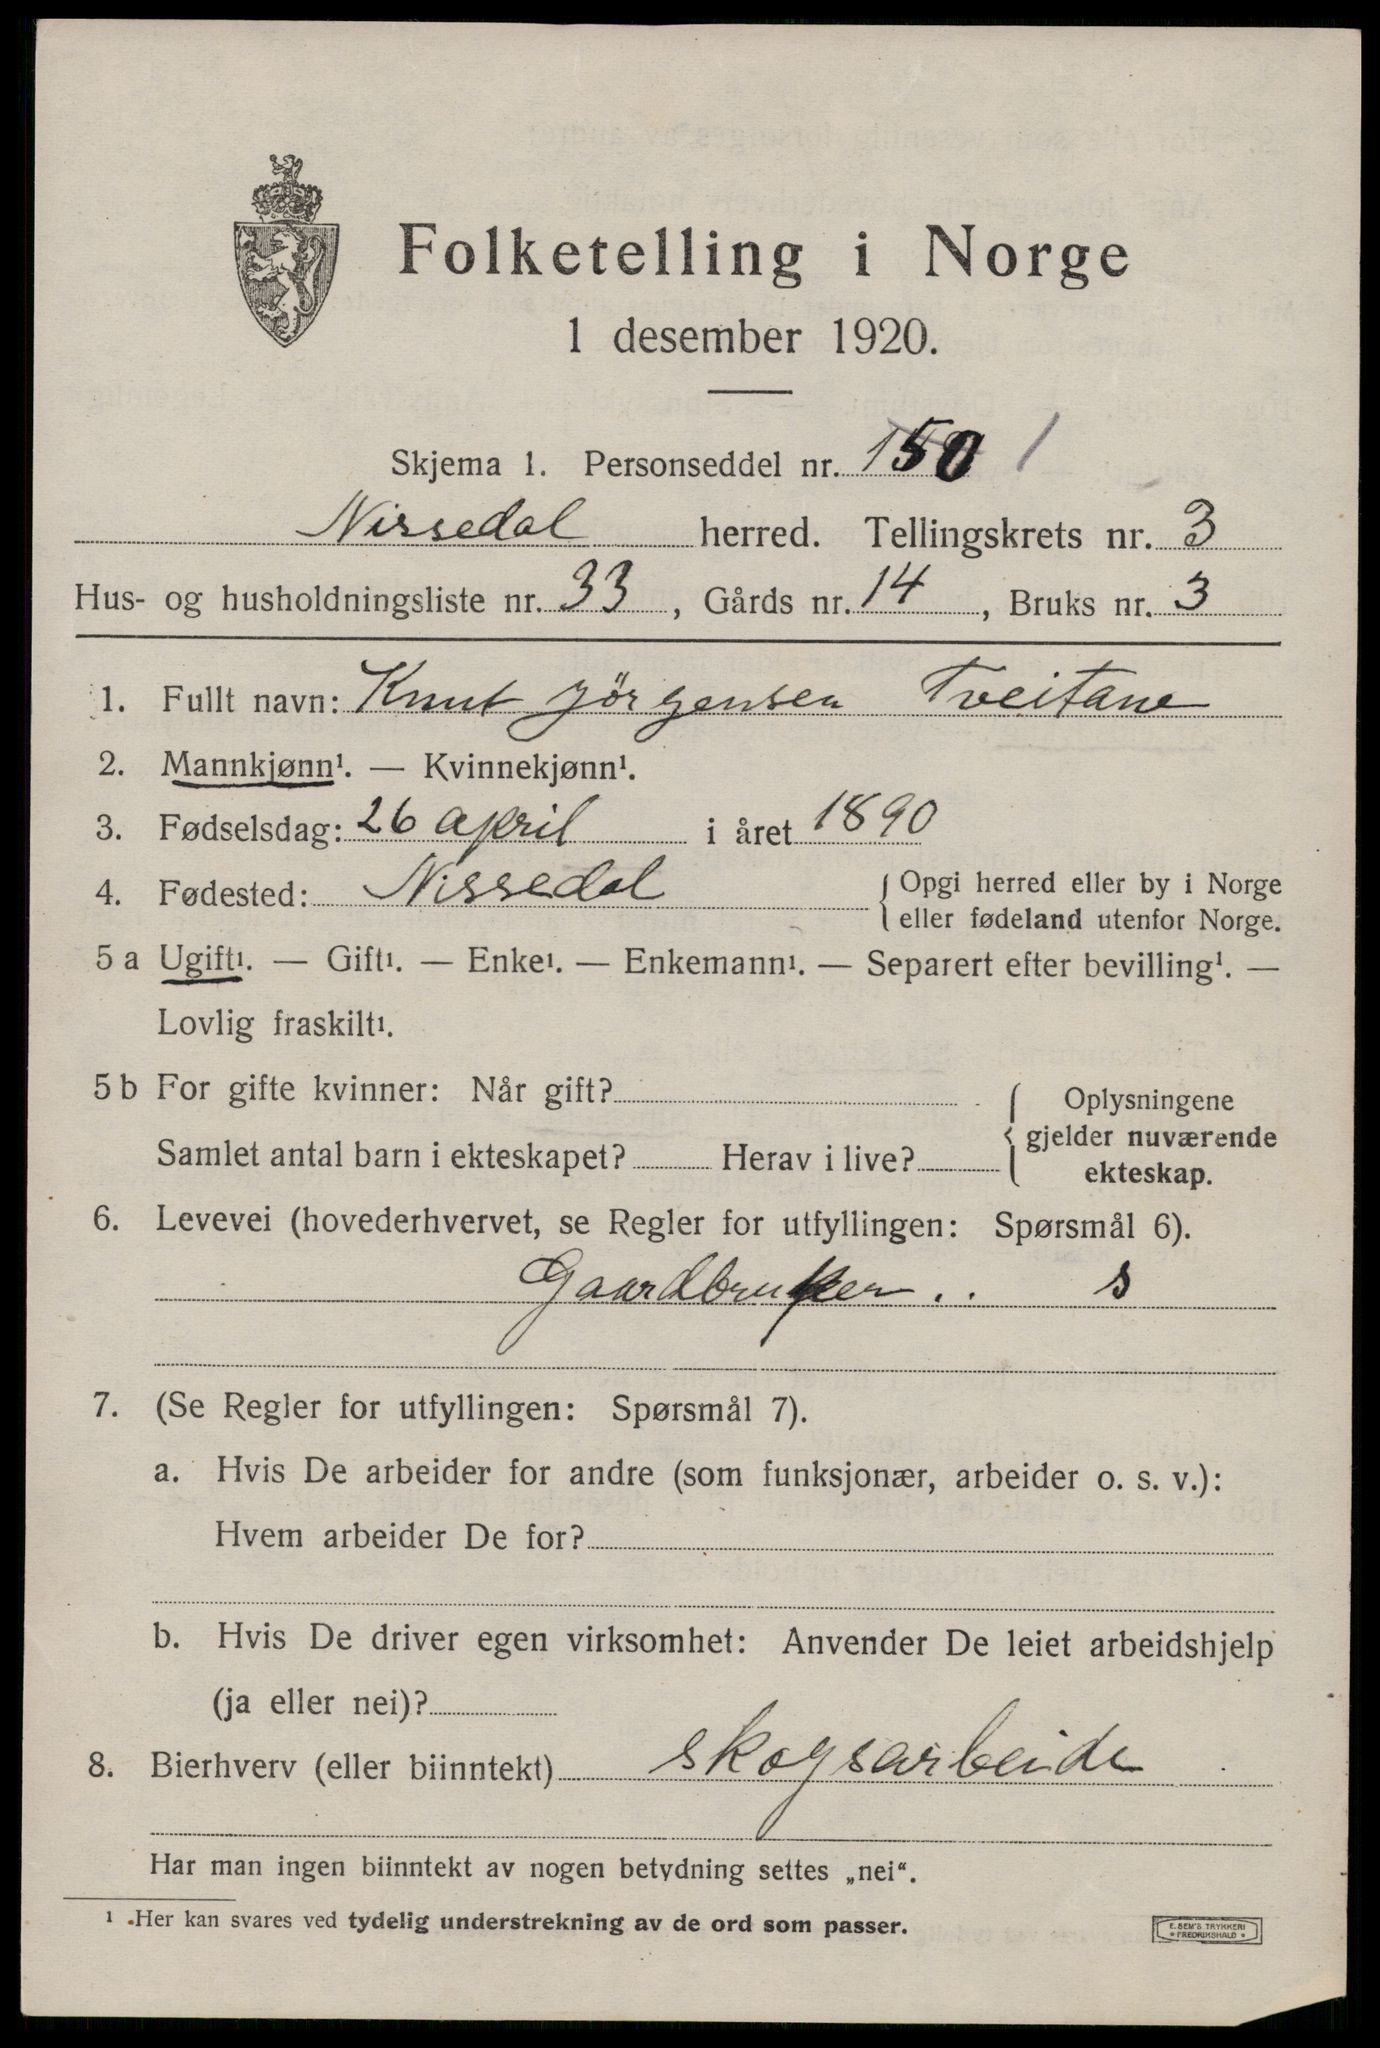 Folketelling i Norge
1 desember 1920.
Skjema 1. Personseddel nr. 150 1
Nissedal herred. Tellingskrets nr. 3
Hus- og husholdningsliste nr. 33, Gårds nr. 14, Bruks nr. 3
1. Fullt navn: Knut Jörgensen Tveitane
2. Mannkjønn¹. — Kvinnekjønn¹.
3. Fødselsdag: 26 april i året 1890
4. Fødested: Nissedal { Opgi herred eller by i Norge
eller fødeland utenfor Norge.
5 a Ugift¹. — Gift¹. — Enke¹. — Enkemann¹. — Separert efter bevilling¹. —
Lovlig fraskilt¹.
5 b For gifte kvinner: Når gift? { Oplysningene
gjelder nuværende
Samlet antal barn i ekteskapet? Herav i live? ekteskap.
6. Levevei (hovederhvervet, se Regler for utfyllingen: Spørsmål 6).
Gaardbruker . . s
7. (Se Regler for utfyllingen: Spørsmål 7).
a. Hvis De arbeider for andre (som funksjonær, arbeider o. s. v.):
Hvem arbeider De for?
b. Hvis De driver egen virksomhet: Anvender De leiet arbeidshjelp
(ja eller nei)?
8. Bierhverv (eller biinntekt) skogsarbeide
Har man ingen biinntekt av nogen betydning settes „nei“.
¹ Her kan svares ved tydelig understrekning av de ord som passer.
E. SEM'S TRYKKERI
* FREDRIKSHALD *